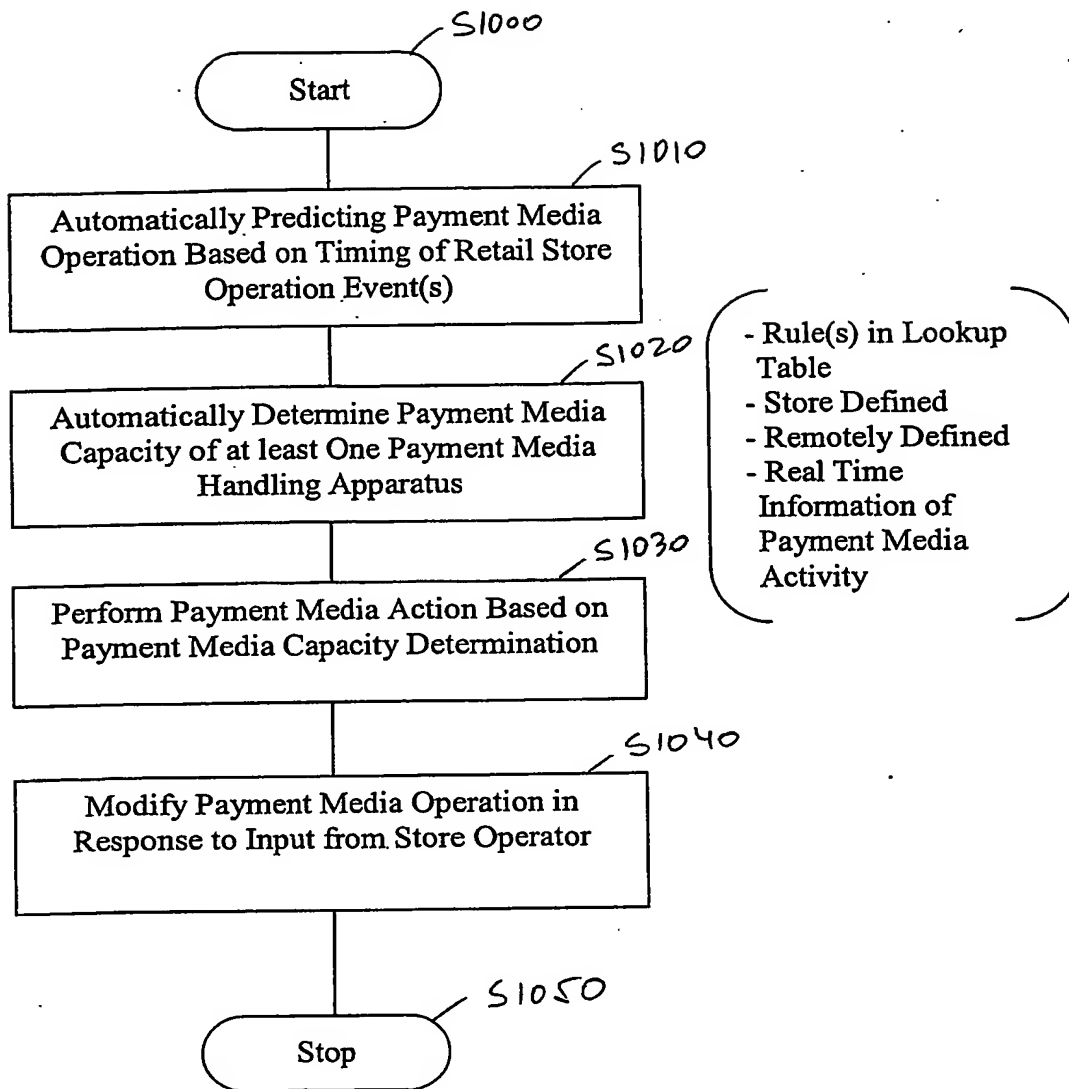 S1000
Start
S1010
Automatically Predicting Payment Media
Operation Based on Timing of Retail Store
Operation Event(s)
S1020
Automatically Determine Payment Media
Capacity of at least One Payment Media
Handling Apparatus
- Rule(s) in Lookup
Table
- Store Defined
- Remotely Defined
- Real Time
Information of
Payment Media
Activity
S1030
Perform Payment Media Action Based on
Payment Media Capacity Determination
S1040
Modify Payment Media Operation in
Response to Input from Store Operator
S1050
Stop